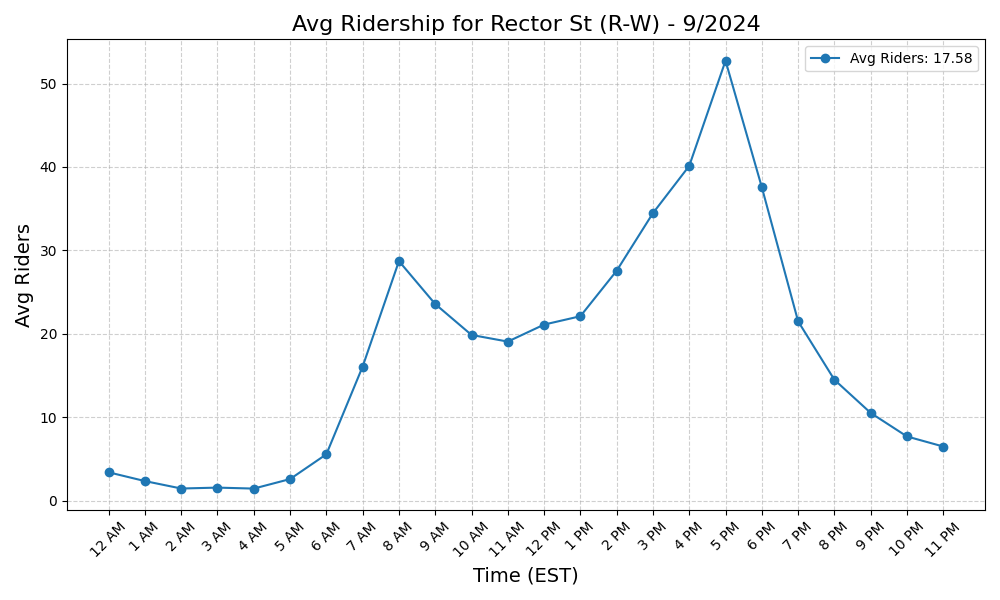 Avg Ridership for Rector St (R-W) - 9/2024
Avg Riders: 17.58
Avg Riders
50
40
30
20
10
0
12 AM
1 AM
2 AM
3 AM
4 AM
5 AM
6 AM
7 AM
8 AM
9 AM
10 AM
11 AM
12 PM
1 PM
2 PM
3 PM
4 PM
5 PM
6 PM
7 PM
8 PM
9 PM
10 PM
11 PM
Time (EST)